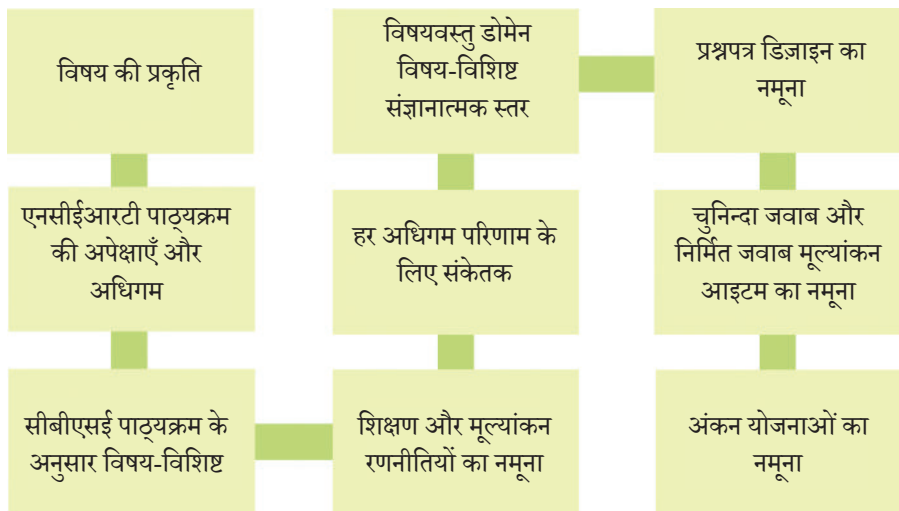 विषय की प्रकृति
एनसीईआरटी पाठ्यक्रम
की अपेक्षाएँ और
अधिगम
सीबीएसई पाठ्यक्रम के
अनुसार विषय-विशिष्ट
शिक्षण और मूल्यांकन
रणनीतियों का नमूना
हर अधिगम परिणाम के
लिए संकेतक
विषयवस्तु डोमेन
विषय-विशिष्ट
संज्ञानात्मक स्तर
प्रश्नपत्र डिज़ाइन का
नमूना
चुनिन्दा जवाब और
निर्मित जवाब मूल्यांकन
आइटम का नमूना
अंकन योजनाओं का
नमूना